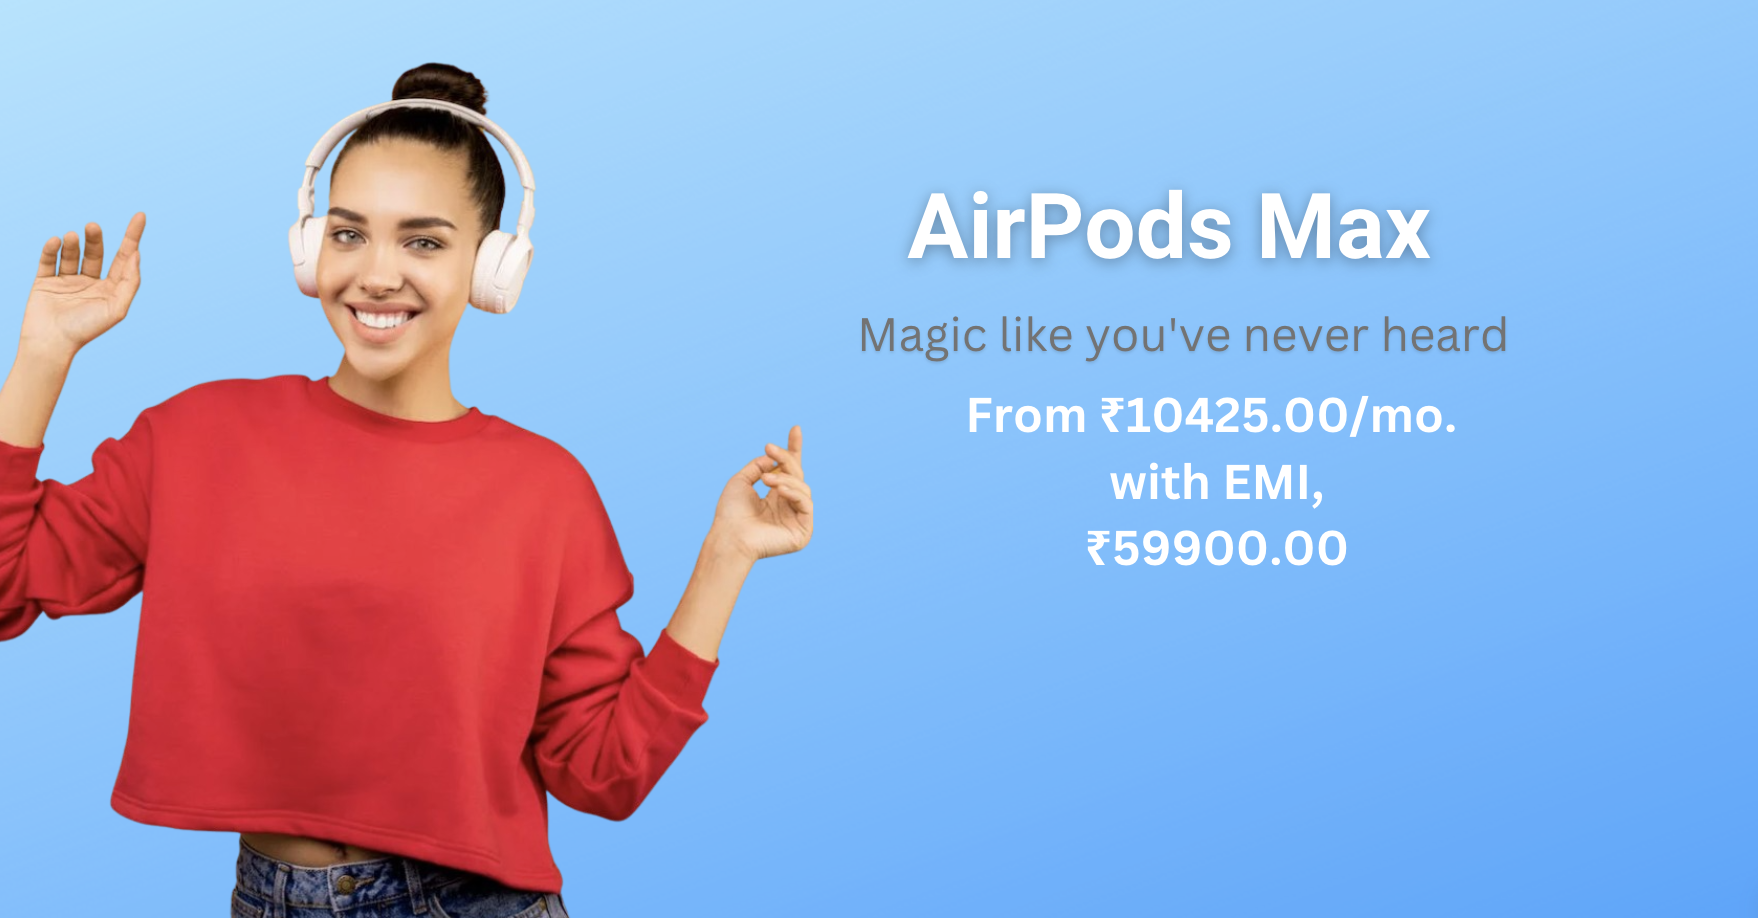 AirPods Max
Magic like you've never heard
From ₹10425.00/mo.
with EMI,
₹59900.00